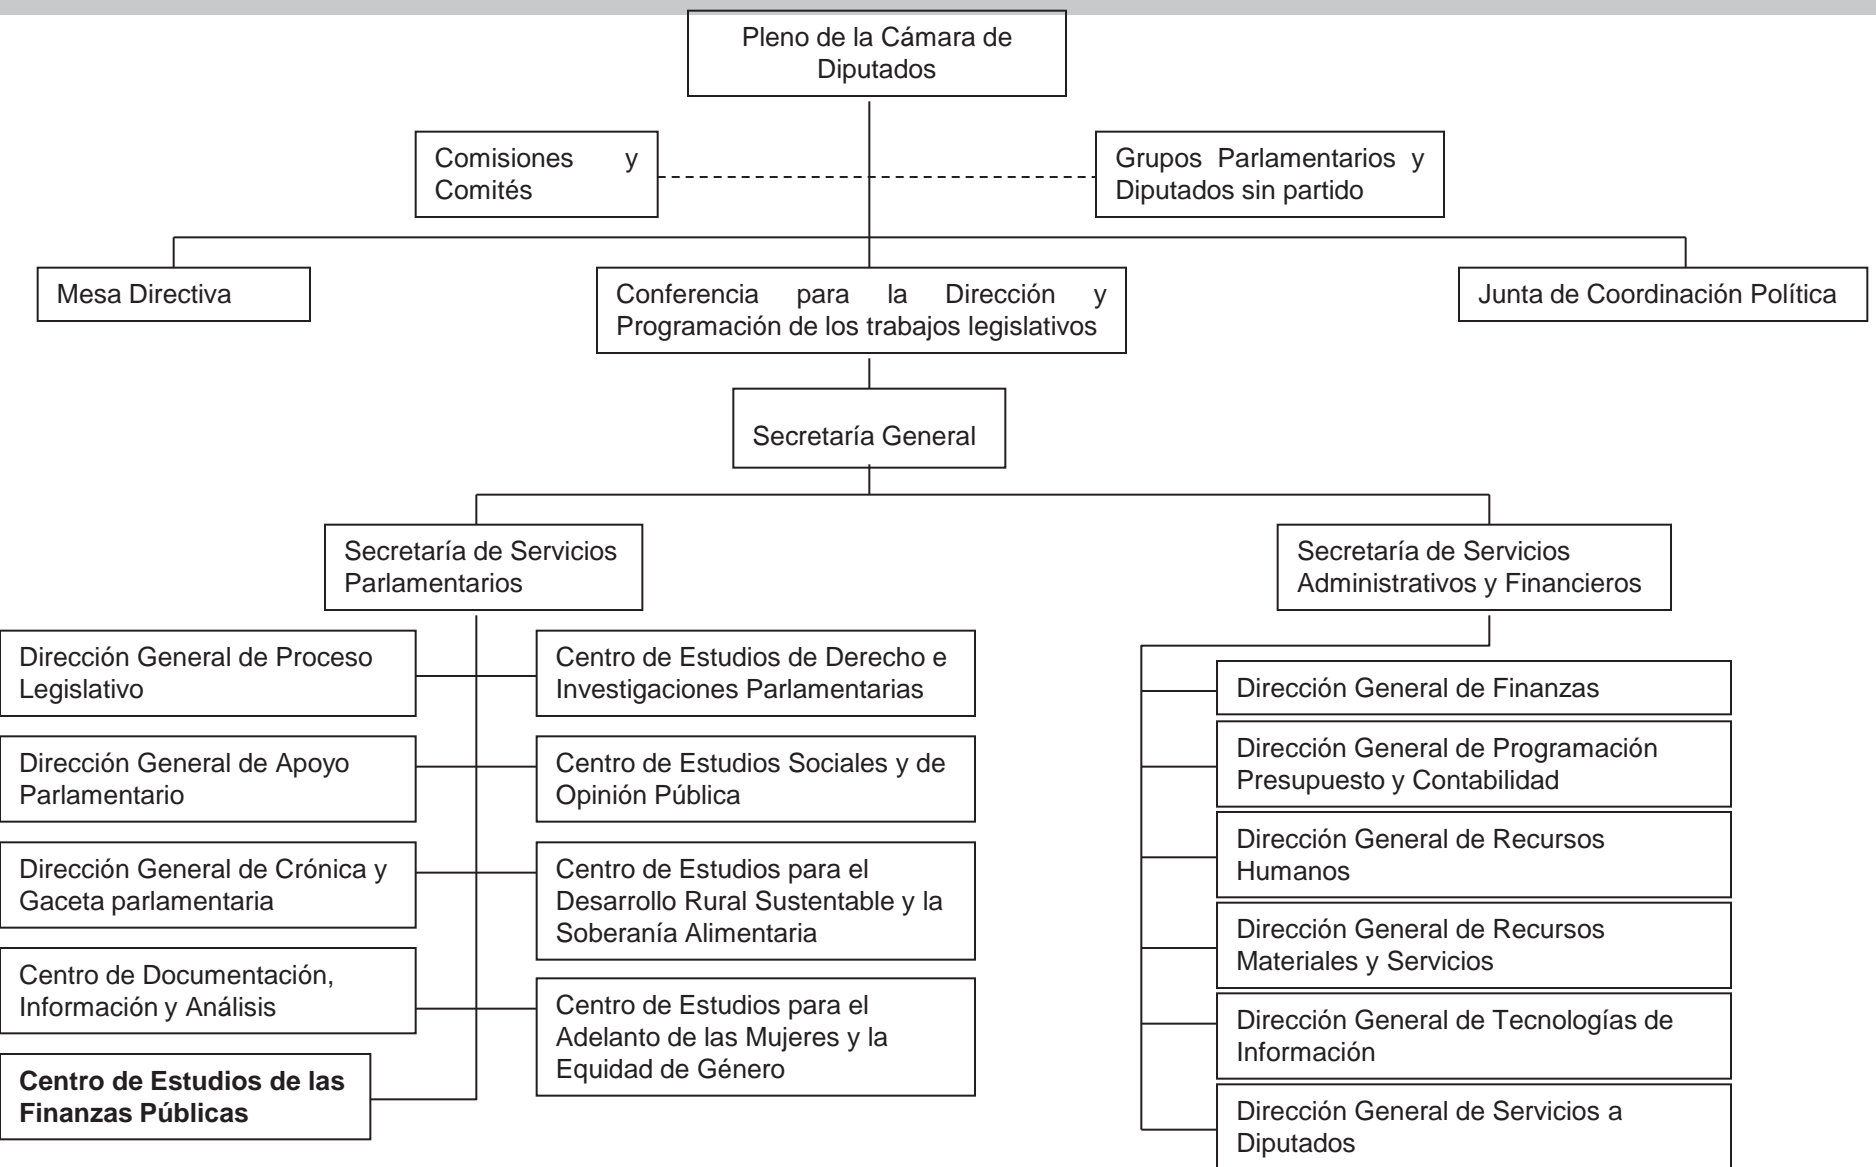 Pleno de la Cámara de
Diputados
Comisiones y
Comités
Grupos Parlamentarios y
Diputados sin partido
Mesa Directiva
Conferencia para la Dirección y
Programación de los trabajos legislativos
Junta de Coordinación Política
Secretaría General
Secretaría de Servicios
Parlamentarios
Secretaría de Servicios
Administrativos y Financieros
Dirección General de Proceso
Legislativo
Dirección General de Apoyo
Parlamentario
Dirección General de Crónica y
Gaceta parlamentaria
Centro de Documentación,
Información y Análisis
Centro de Estudios de las
Finanzas Públicas
Centro de Estudios de Derecho e
Investigaciones Parlamentarias
Centro de Estudios Sociales y de
Opinión Pública
Centro de Estudios para el
Desarrollo Rural Sustentable y la
Soberanía Alimentaria
Centro de Estudios para el
Adelanto de las Mujeres y la
Equidad de Género
Dirección General de Finanzas
Dirección General de Programación
Presupuesto y Contabilidad
Dirección General de Recursos
Humanos
Dirección General de Recursos
Materiales y Servicios
Dirección General de Tecnologías de
Información
Dirección General de Servicios a
Diputados